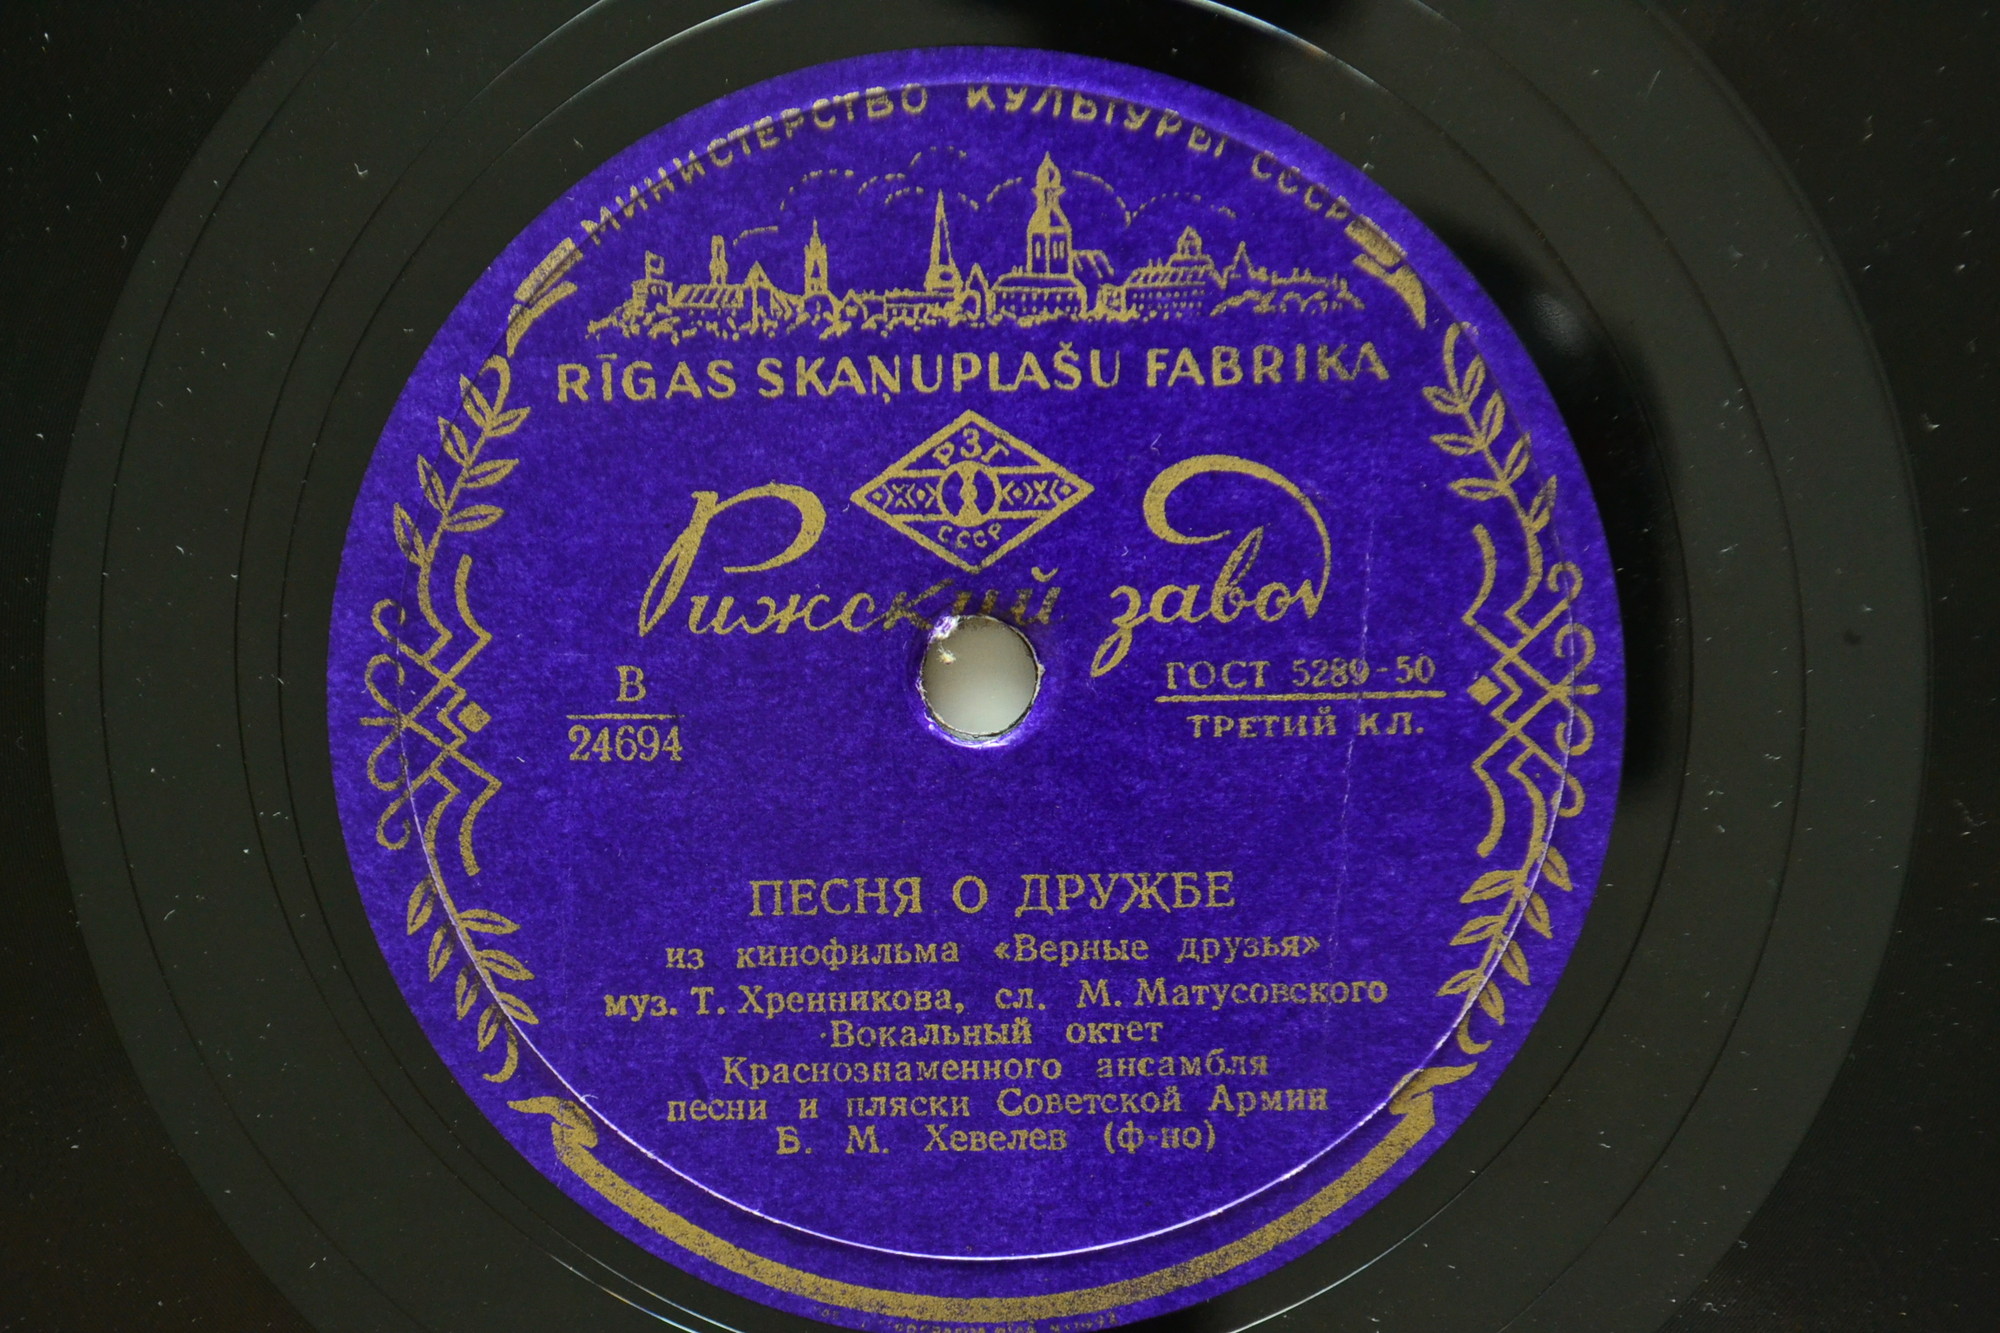 МИНИСТЕРСТВО КУЛЬТУРЫ СССР
RĪGAS SKAŅUPLAŠU FABRIKA
РЗГ
СССР
Рижский завод
В
24694
ГОСТ 5289-50
ТРЕТИЙ КЛ.
ПЕСНЯ О ДРУЖБЕ
из кинофильма «Верные друзья»
муз. Т. Хренникова, сл. М. Матусовского
Вокальный октет
Краснознаменного ансамбля
песни и пляски Советской Армии
Б. М. Хевелев (ф-но)